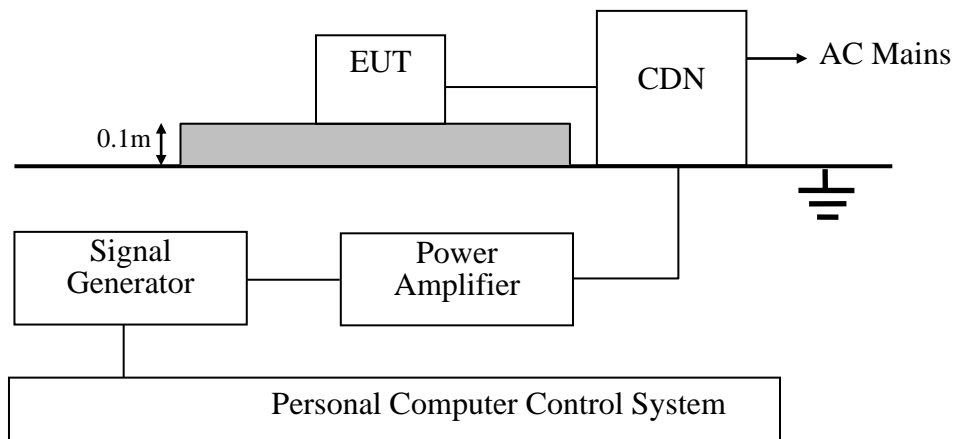 EUT
CDN
AC Mains
0.1m
Signal
Generator
Power
Amplifier
Personal Computer Control System